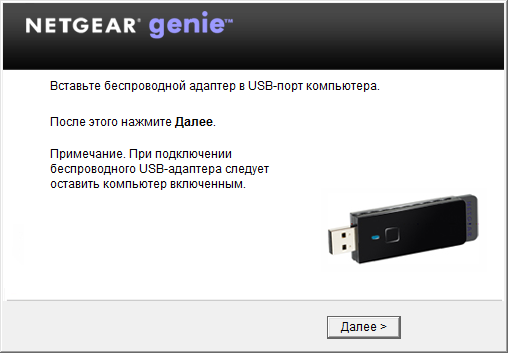 NETGEAR® genie™
Вставьте беспроводной адаптер в USB-порт компьютера.
После этого нажмите Далее.
Примечание. При подключении
беспроводного USB-адаптера следует
оставить компьютер включенным.
Далее >